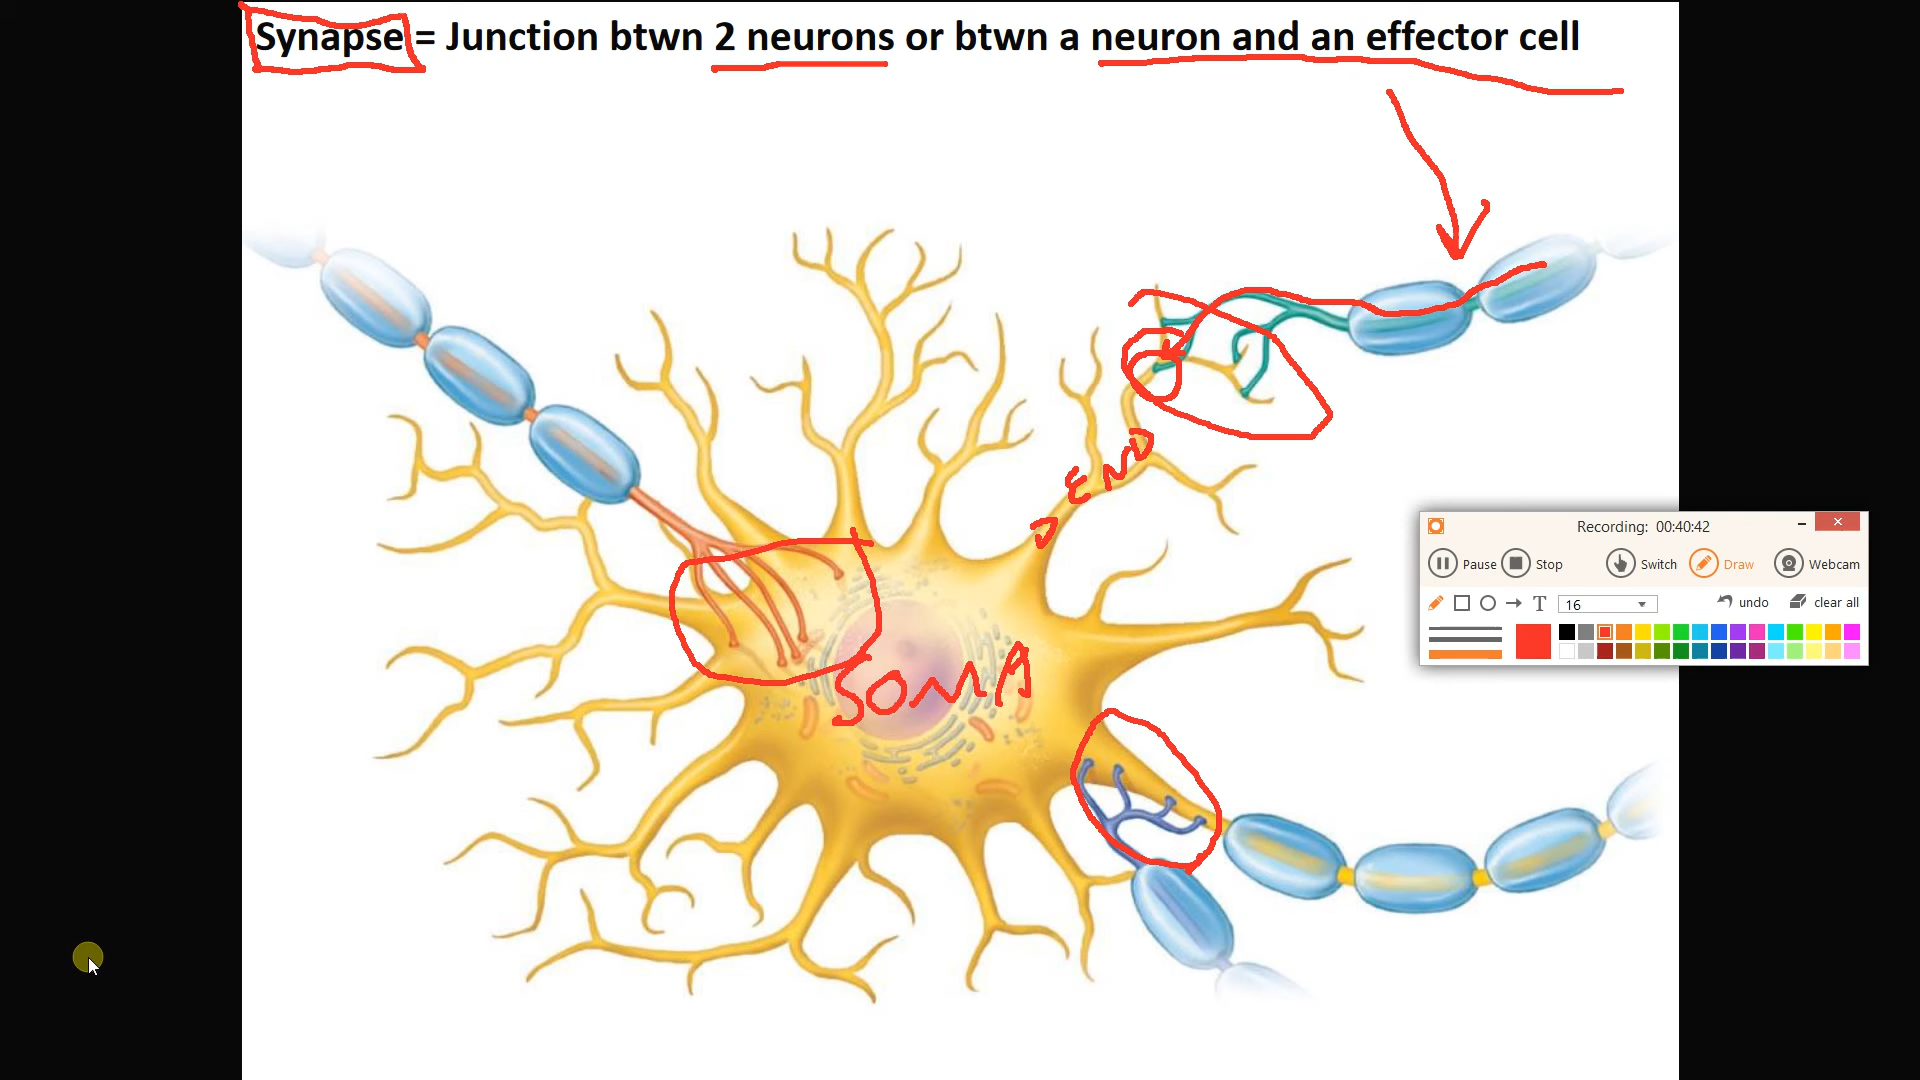 Synapse = Junction btwn 2 neurons or btwn a neuron and an effector cell
DEND
SOMA
Recording: 00:40:42
Pause Stop Switch Draw Webcam
T 16 undo clear all